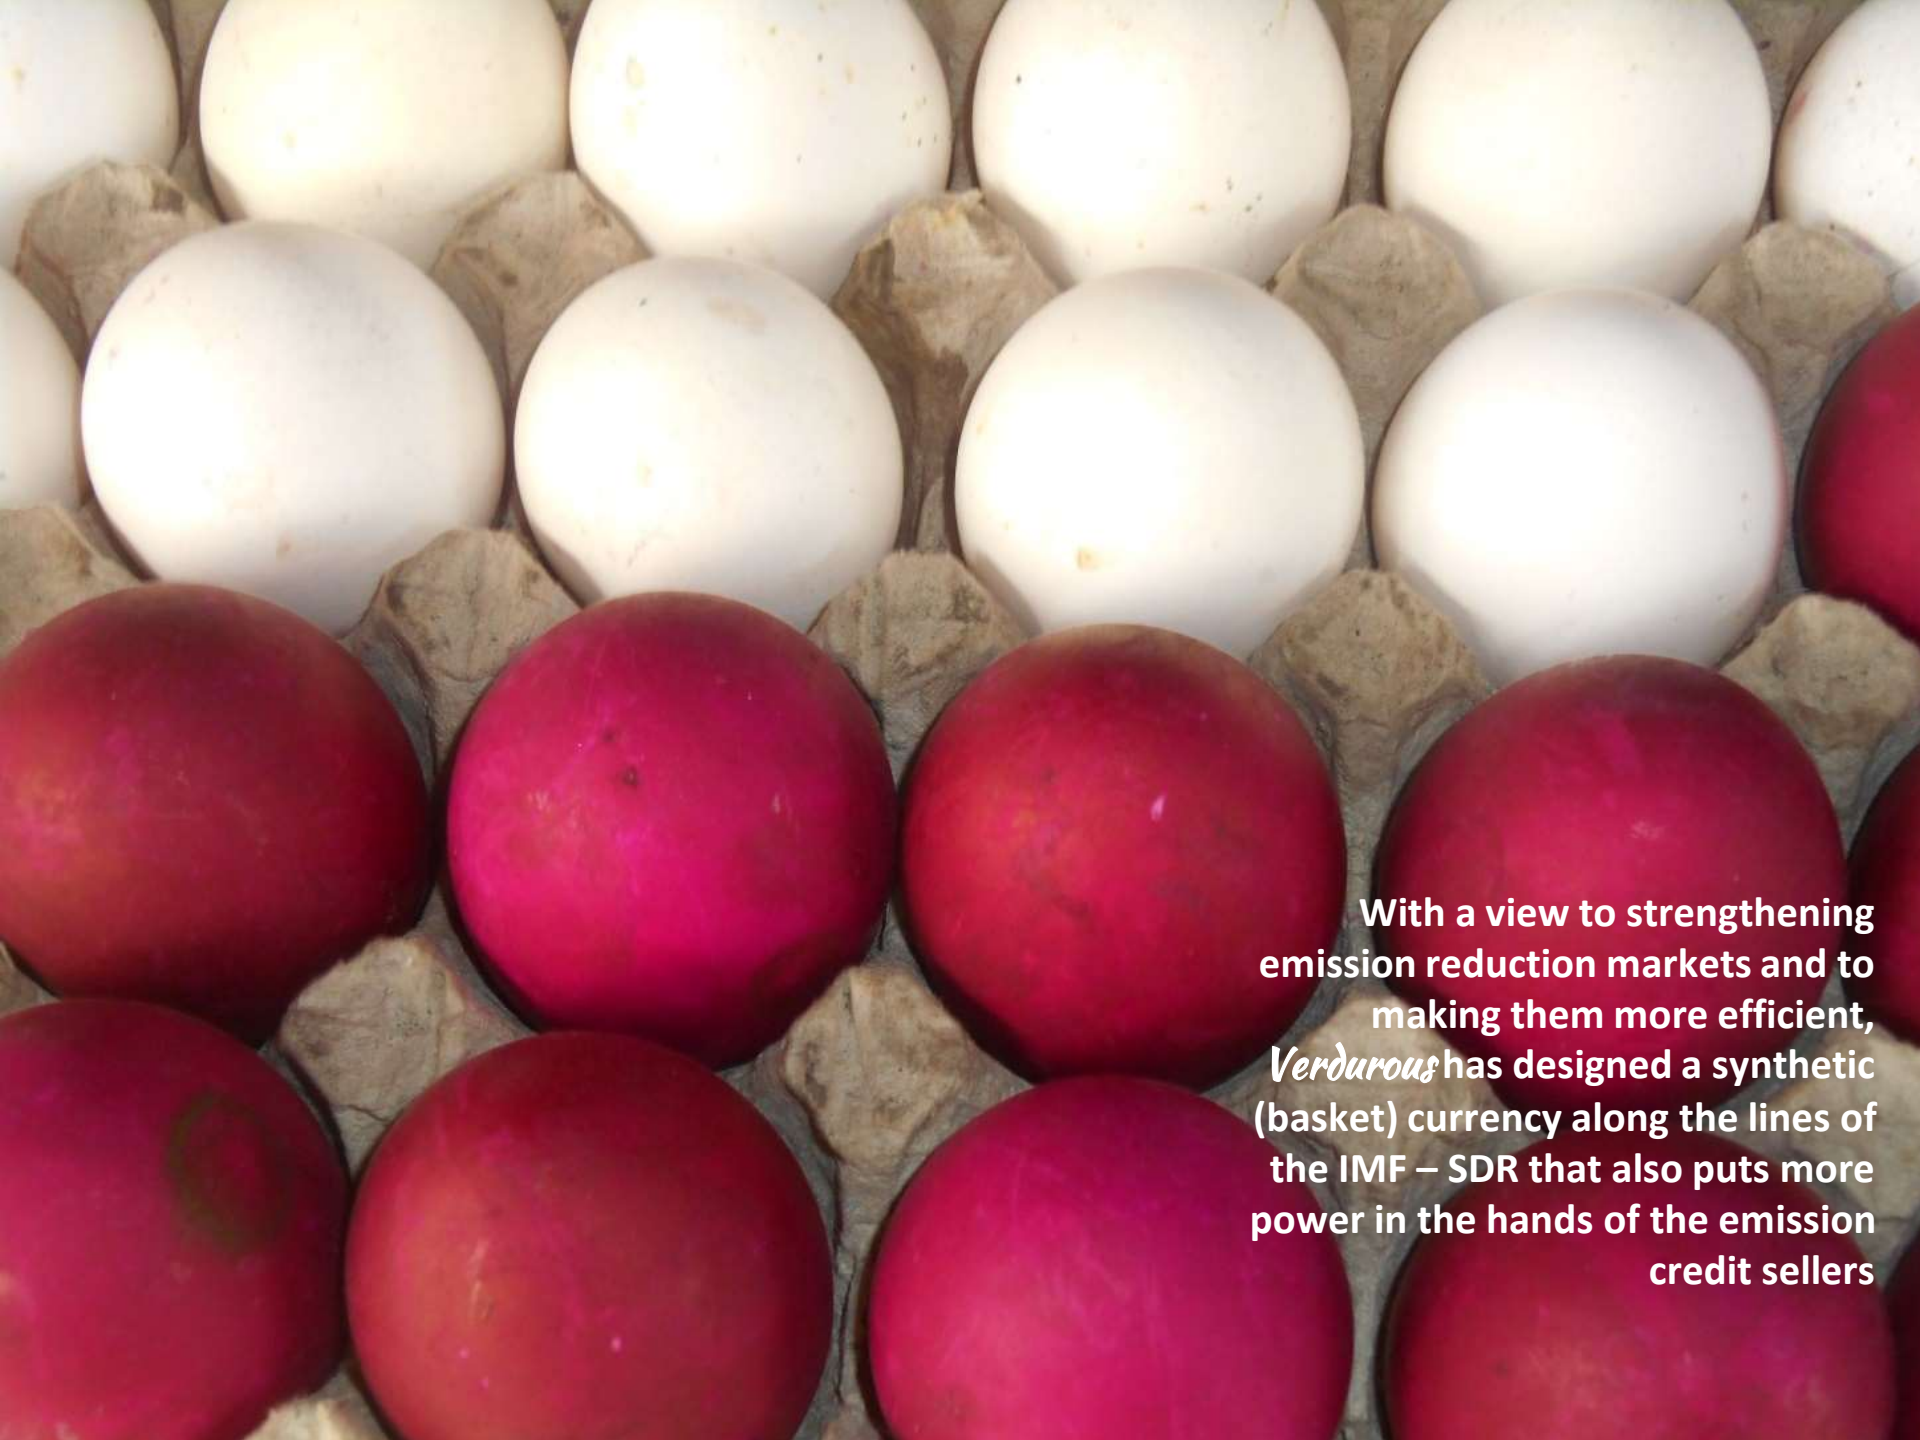 With a view to strengthening
emission reduction markets and to
making them more efficient,
Verdurous has designed a synthetic
(basket) currency along the lines of
the IMF – SDR that also puts more
power in the hands of the emission
credit sellers